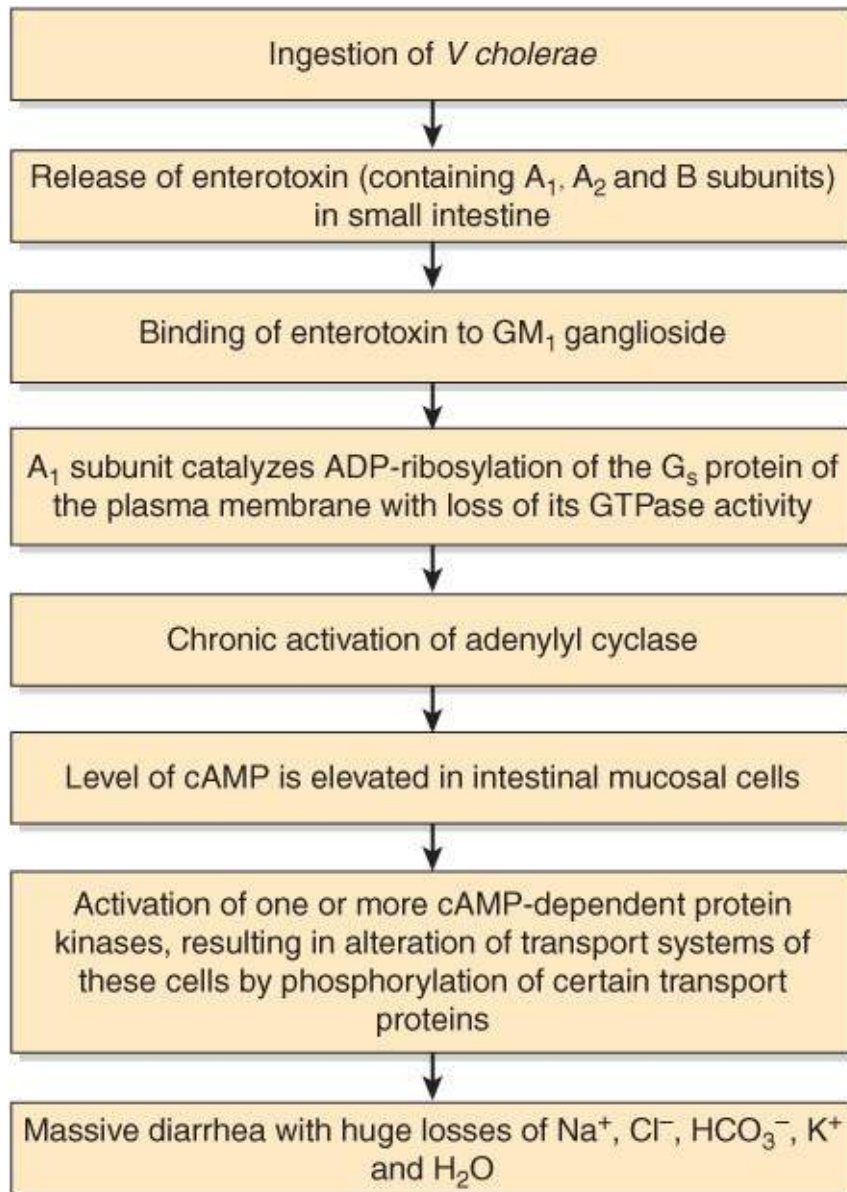 Ingestion of V cholerae
Release of enterotoxin (containing A₁, A₂ and B subunits)
in small intestine
Binding of enterotoxin to GM₁ ganglioside
A₁ subunit catalyzes ADP-ribosylation of the Gₛ protein of
the plasma membrane with loss of its GTPase activity
Chronic activation of adenylyl cyclase
Level of cAMP is elevated in intestinal mucosal cells
Activation of one or more cAMP-dependent protein
kinases, resulting in alteration of transport systems of
these cells by phosphorylation of certain transport
proteins
Massive diarrhea with huge losses of Na⁺, Cl⁻, HCO₃⁻, K⁺
and H₂O